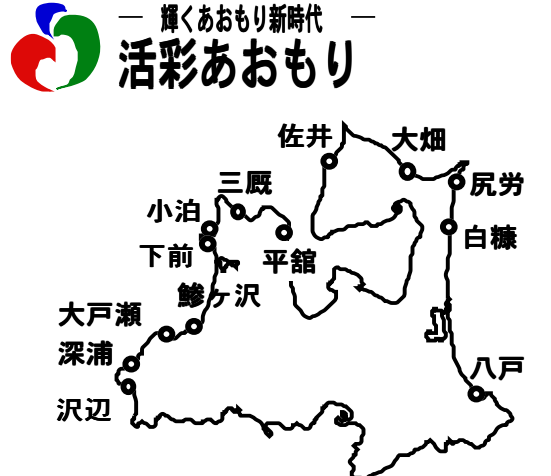 — 輝くあおもり新時代 —
活彩あおもり
佐井
大畑
三厩
尻労
小泊
白糠
下前
平舘
鰺ヶ沢
大戸瀬
深浦
八戸
沢辺